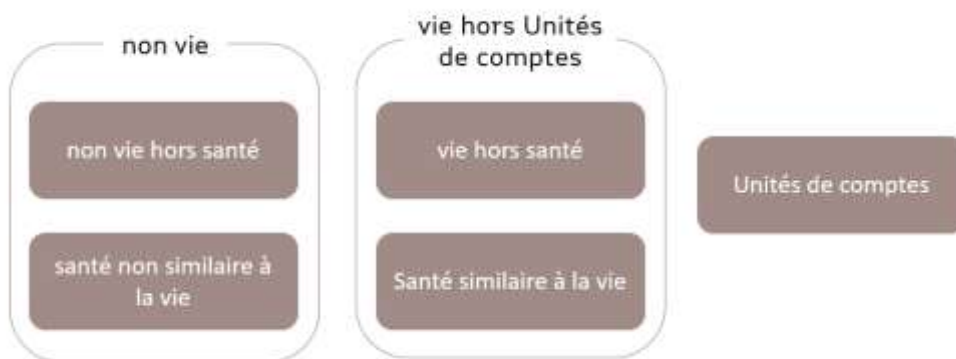 non vie
non vie hors santé
santé non similaire à
la vie
vie hors Unités
de comptes
vie hors santé
Santé similaire à la vie
Unités de comptes